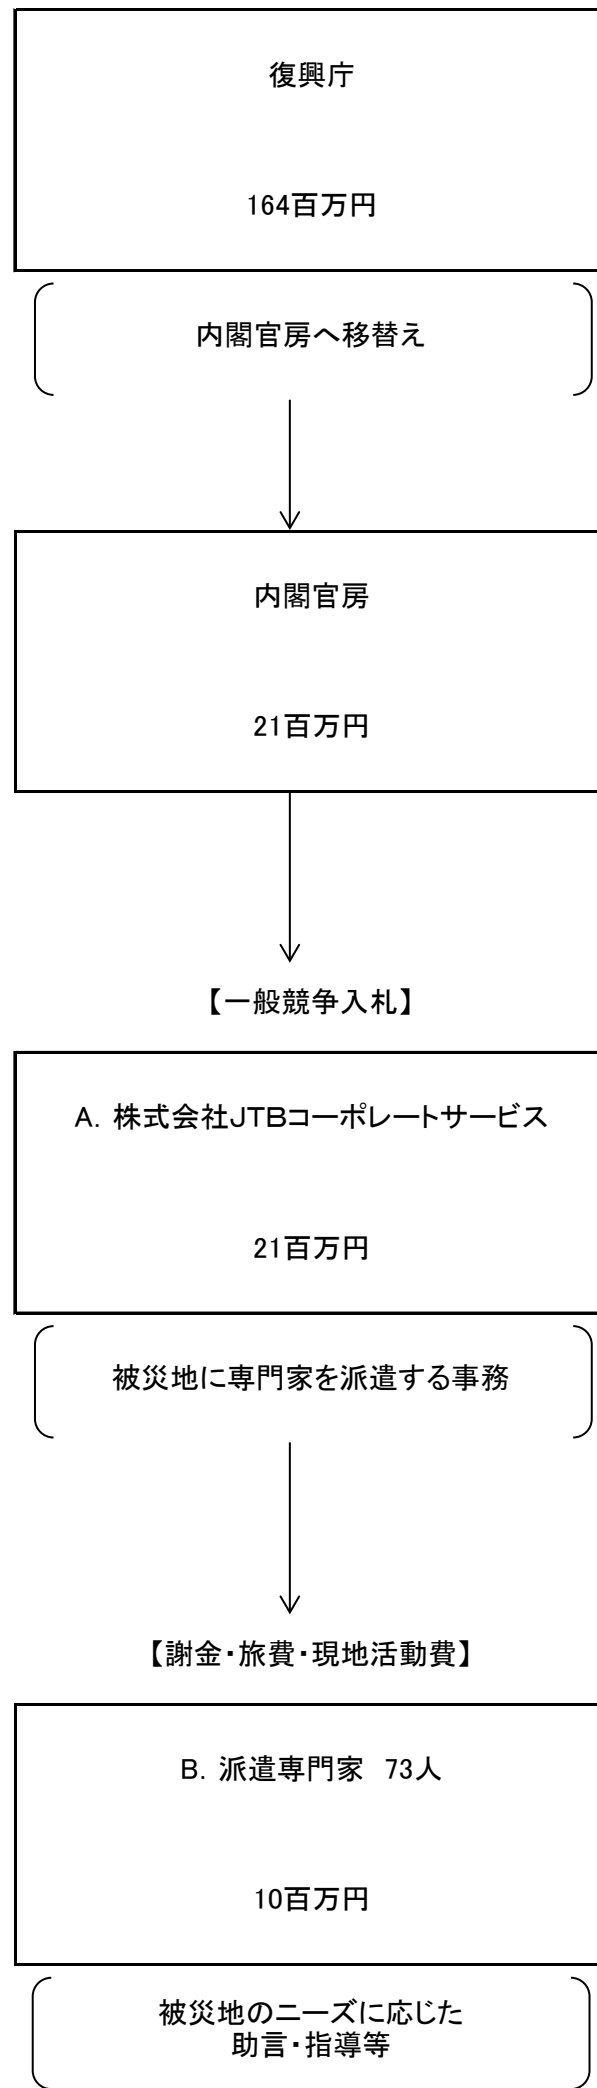 復興庁
164百万円
内閣官房へ移替え
内閣官房
21百万円
【一般競争入札】
A. 株式会社JTBコーポレートサービス
21百万円
被災地に専門家を派遣する事務
【謝金・旅費・現地活動費】
B. 派遣専門家 73人
10百万円
被災地のニーズに応じた
助言・指導等